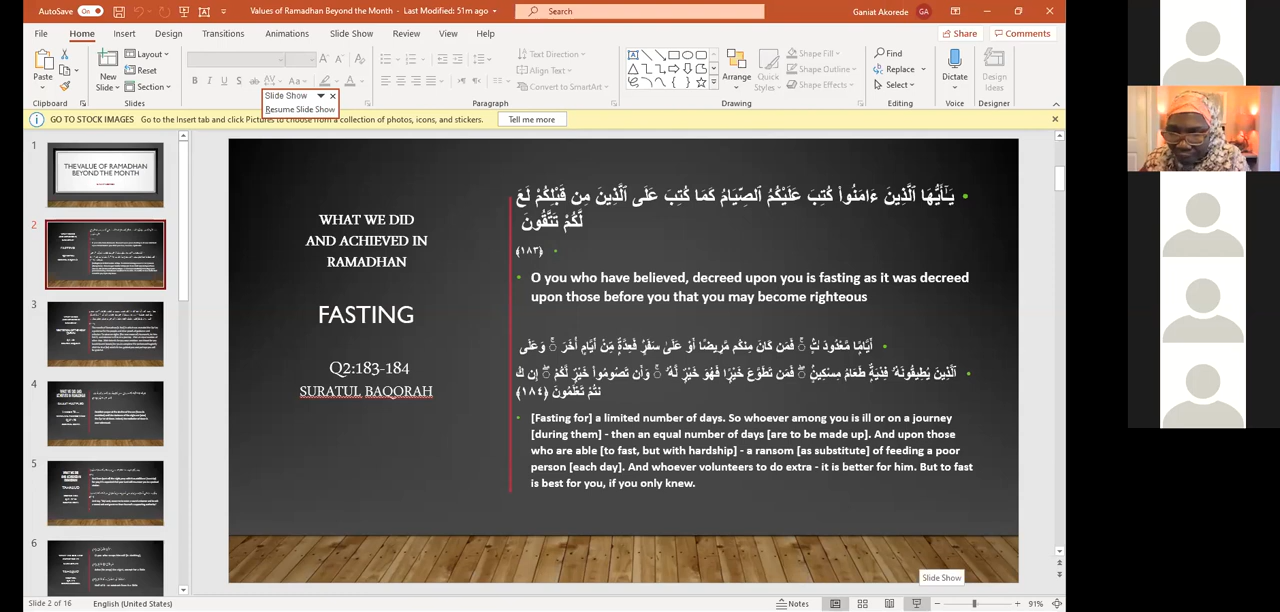 AutoSave On
Values of Ramadhan Beyond the Month • Last Modified: 51m ago
Search
Ganiat Akorede GA
File Home Insert Draw Design Transitions Animations Slide Show Review View Help
Share Comments
Paste
New
Slide
Layout
Reset
Section
Text Direction
Align Text
Convert to SmartArt
Arrange
Quick
Styles
Shape Fill
Shape Outline
Shape Effects
Find
Replace
Select
Dictate
Design
Ideas
Clipboard Slides Paragraph Drawing Editing Voice Designer
Slide Show
Resume Slide Show
GO TO STOCK IMAGES Go to the Insert tab and click Pictures to choose from a collection of photos, icons, and stickers. Tell me more
1
THE VALUE OF RAMADHAN
BEYOND THE MONTH
2
3
4
5
6
WHAT WE DID
AND ACHIEVED IN
RAMADHAN
FASTING
Q2:183-184
SURATUL BAQORAH
يَـٰٓأَيُّهَا ٱلَّذِينَ ءَامَنُوا۟ كُتِبَ عَلَيْكُمُ ٱلصِّيَامُ كَمَا كُتِبَ عَلَى ٱلَّذِينَ مِن قَبْلِكُمْ لَعَ
لَّكُمْ تَتَّقُونَ
﴿١٨٣﴾
O you who have believed, decreed upon you is fasting as it was decreed
upon those before you that you may become righteous
أَيَّامًا مَّعْدُودَ ٰتٍ ۚ فَمَن كَانَ مِنكُم مَّرِيضًا أَوْ عَلَىٰ سَفَرٍ فَعِدَّةٌ مِّنْ أَيَّامٍ أُخَرَ ۚ وَعَلَى
ٱلَّذِينَ يُطِيقُونَهُۥ فِدْيَةٌ طَعَامُ مِسْكِينٍ ۖ فَمَن تَطَوَّعَ خَيْرًا فَهُوَ خَيْرٌ لَّهُۥ ۚ وَأَن تَصُومُوا۟ خَيْرٌ لَّكُمْ ۖ إِن كُ
نتُمْ تَعْلَمُونَ ﴿١٨٤﴾
[Fasting for] a limited number of days. So whoever among you is ill or on a journey
[during them] - then an equal number of days [are to be made up]. And upon those
who are able [to fast, but with hardship] - a ransom [as substitute] of feeding a poor
person [each day]. And whoever volunteers to do extra - it is better for him. But to fast
is best for you, if you only knew.
Slide Show
Slide 2 of 16 English (United States) Notes 91%